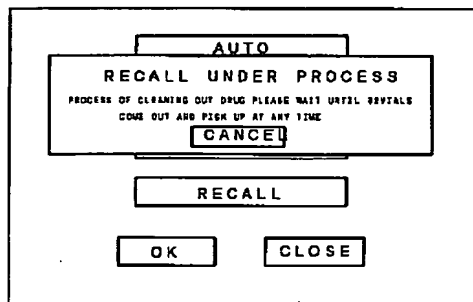 AUTO
RECALL UNDER PROCESS
PROCESS OF CLEANING OUT DRUG PLEASE WAIT UNTIL
COME OUT AND PICK UP AT ANY TIME
CANCEL
RECALL
OK
CLOSE